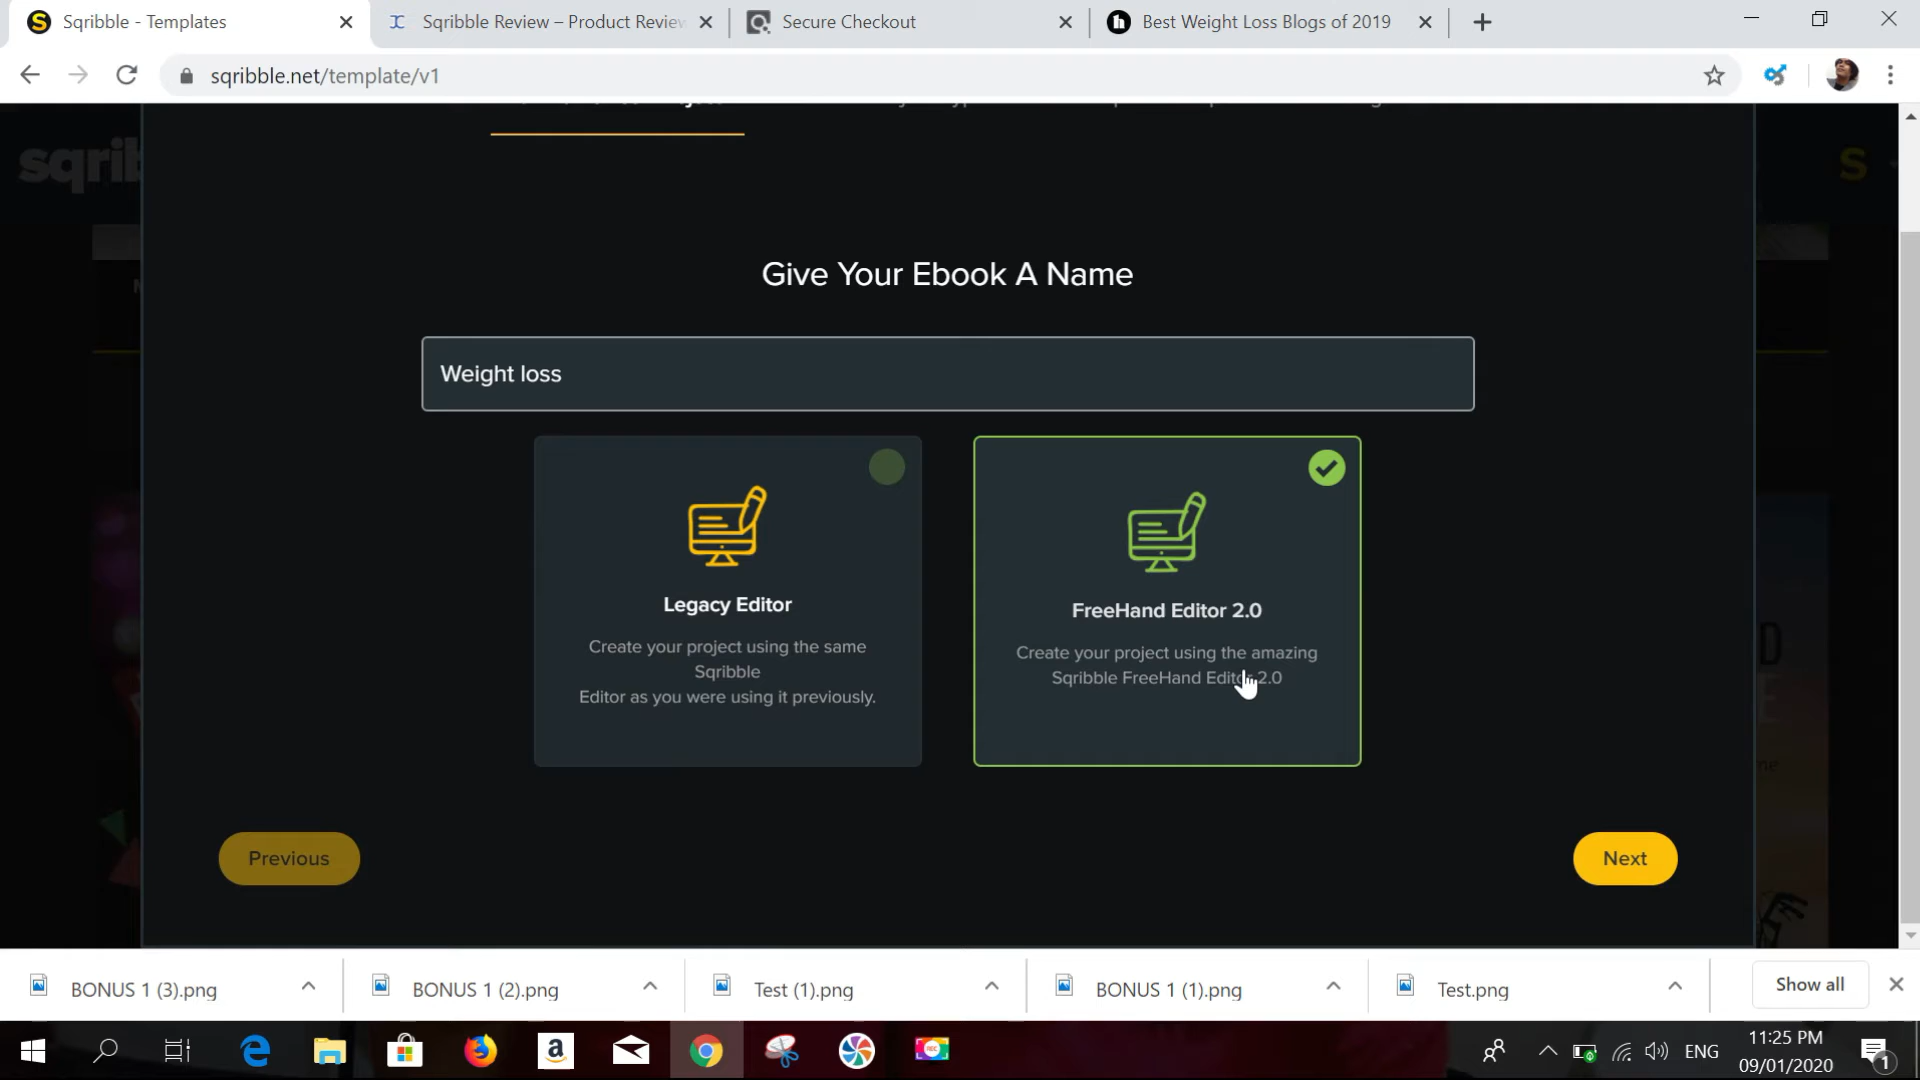 Sqribble - Templates
Sqribble Review – Product Review
Secure Checkout
Best Weight Loss Blogs of 2019
sqribble.net/template/v1
sqrib
S
Give Your Ebook A Name
Weight loss
Legacy Editor
Create your project using the same
Sqribble
Editor as you were using it previously.
FreeHand Editor 2.0
Create your project using the amazing
Sqribble FreeHand Editor 2.0
Previous
Next
BONUS 1 (3).png
BONUS 1 (2).png
Test (1).png
BONUS 1 (1).png
Test.png
Show all
ENG
11:25 PM
09/01/2020
1